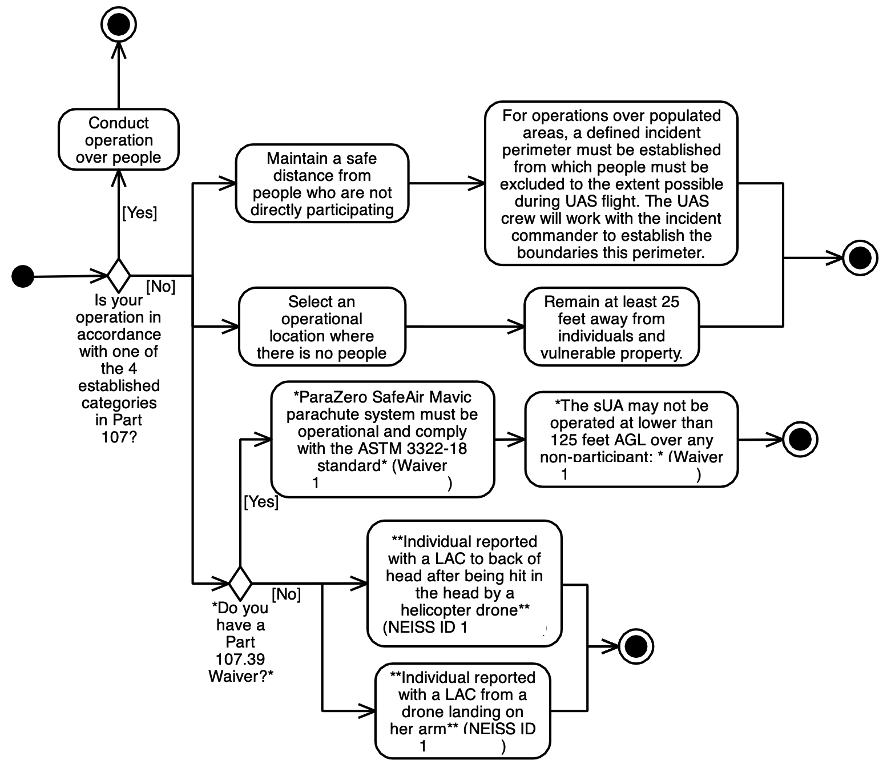 Conduct
operation
over people
[Yes]
[No]
Is your
operation in
accordance
with one of
the 4
established
categories
in Part
107?
Maintain a safe
distance from
people who are not
directly participating
For operations over populated
areas, a defined incident
perimeter must be established
from which people must be
excluded to the extent possible
during UAS flight. The UAS
crew will work with the incident
commander to establish the
boundaries this perimeter.
Select an
operational
location where
there is no people
Remain at least 25
feet away from
individuals and
vulnerable property.
*ParaZero SafeAir Mavic
parachute system must be
operational and comply
with the ASTM 3322-18
standard* (Waiver
1 )
*The sUA may not be
operated at lower than
125 feet AGL over any
non-participant; * (Waiver
1 )
[Yes]
[No]
*Do you
have a
Part
107.39
Waiver?*
**Individual reported
with a LAC to back of
head after being hit in
the head by a
helicopter drone**
(NEISS ID 1 )
**Individual reported
with a LAC from a
drone landing on
her arm** (NEISS ID
1 )